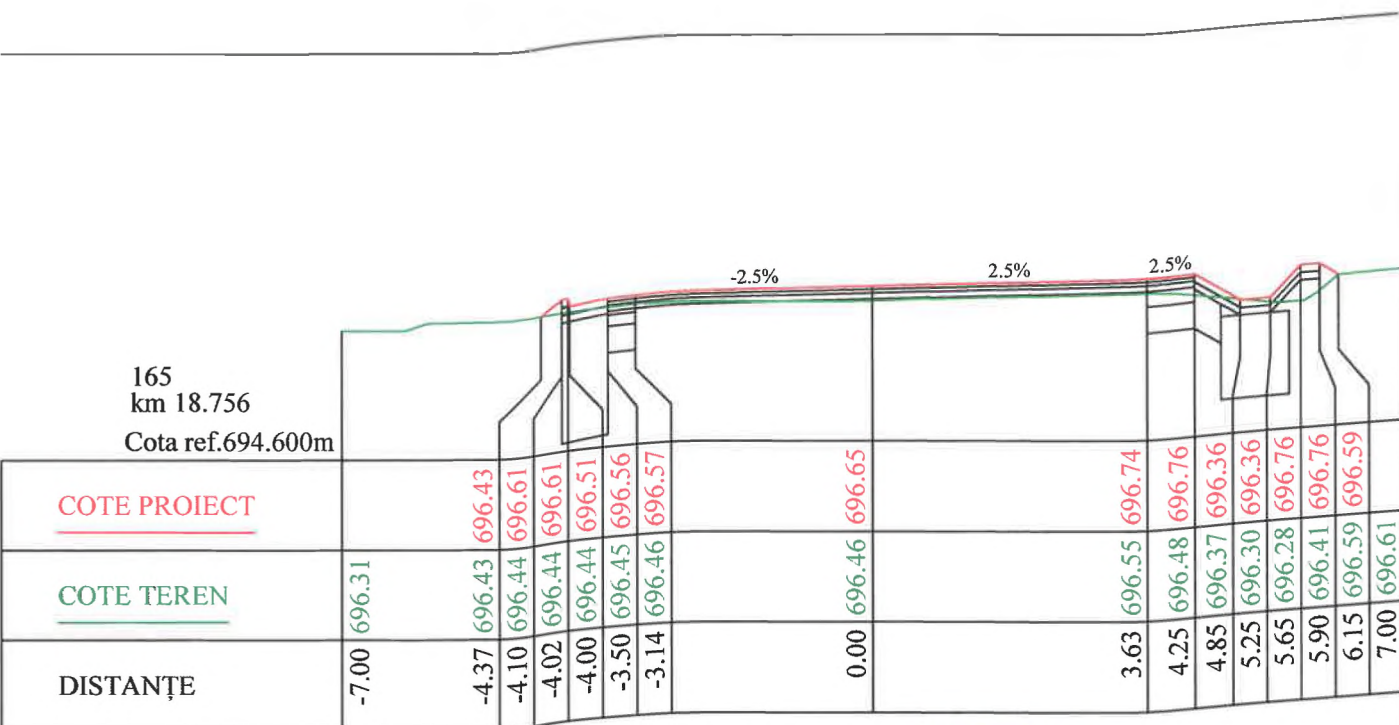 -2.5% 2.5% 2.5%
165
km 18.756
Cota ref.694.600m
COTE PROIECT 696.43 696.61 696.61 696.51 696.56 696.57 696.65 696.74 696.76 696.36 696.36 696.76 696.76 696.59
COTE TEREN 696.31 696.43 696.44 696.44 696.44 696.45 696.46 696.46 696.55 696.48 696.37 696.30 696.28 696.41 696.59 696.61
DISTANȚE -7.00 -4.37 -4.10 -4.02 -4.00 -3.50 -3.14 0.00 3.63 4.25 4.85 5.25 5.65 5.90 6.15 7.00